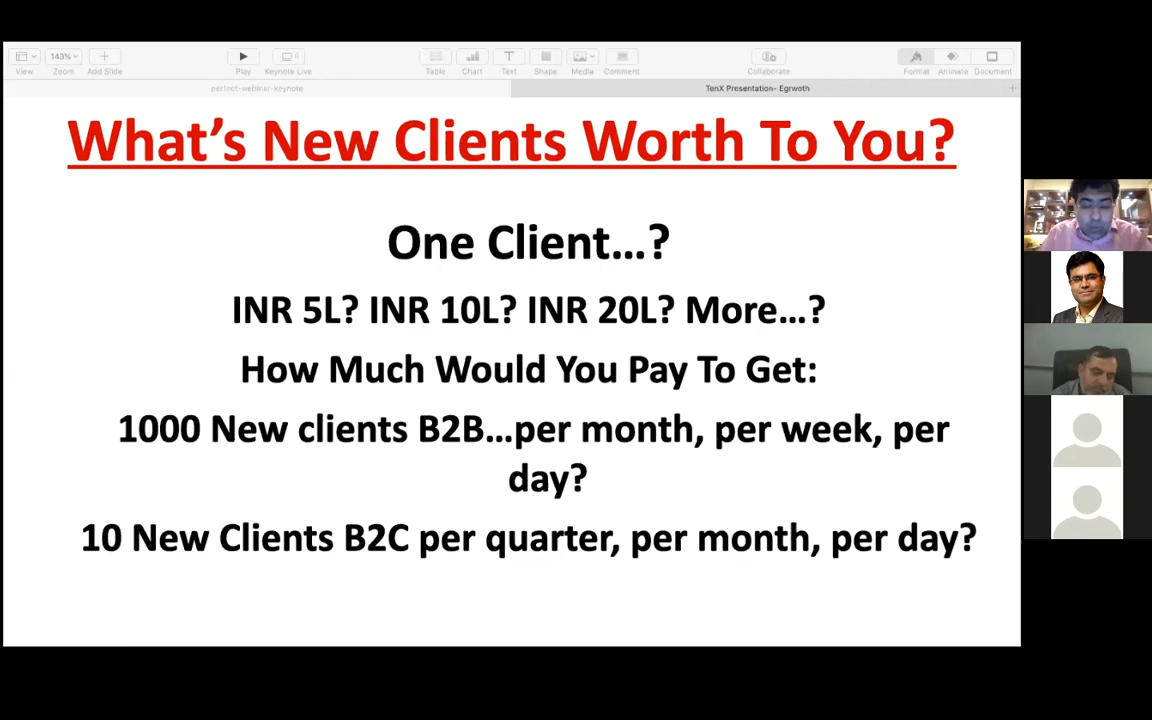 143%
View
Zoom
Add Slide
Play
Keynote Live
Table
Chart
Text
Shape
Media
Comment
Collaborate
Format
Animate
Document
perfect-webinar-keynote
TenX Presentation- Egrwoth
What's New Clients Worth To You?
One Client...?
INR 5L? INR 10L? INR 20L? More...?
How Much Would You Pay To Get:
1000 New clients B2B...per month, per week, per
day?
10 New Clients B2C per quarter, per month, per day?